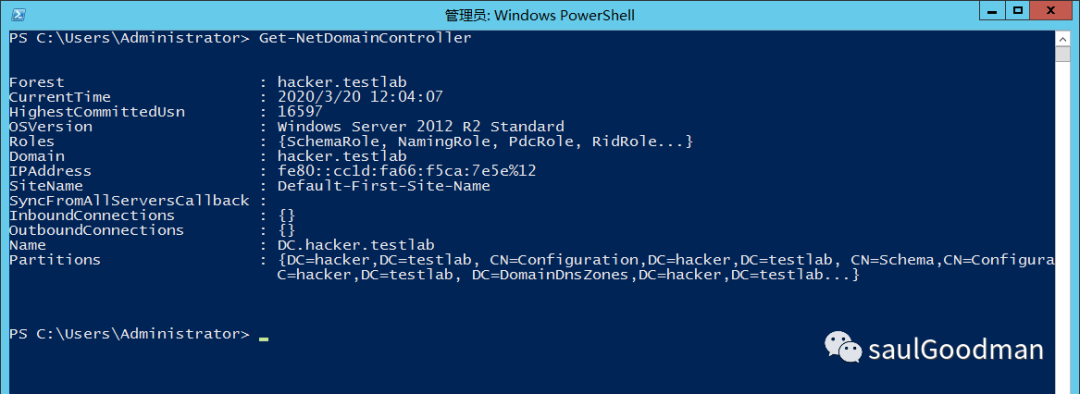 管理员: Windows PowerShell
PS C:\Users\Administrator> Get-NetDomainController
Forest : hacker.testlab
CurrentTime : 2020/3/20 12:04:07
HighestCommittedUsn : 16597
OSVersion : Windows Server 2012 R2 Standard
Roles : {SchemaRole, NamingRole, PdcRole, RidRole...}
Domain : hacker.testlab
IPAddress : fe80::cc1d:fa66:f5ca:7e5e%12
SiteName : Default-First-Site-Name
SyncFromAllServersCallback :
InboundConnections : {}
OutboundConnections : {}
Name : DC.hacker.testlab
Partitions : {DC=hacker,DC=testlab, CN=Configuration,DC=hacker,DC=testlab, CN=Schema,CN=Configura
C=hacker,DC=testlab, DC=DomainDnsZones,DC=hacker,DC=testlab...}
PS C:\Users\Administrator>
saulGoodman